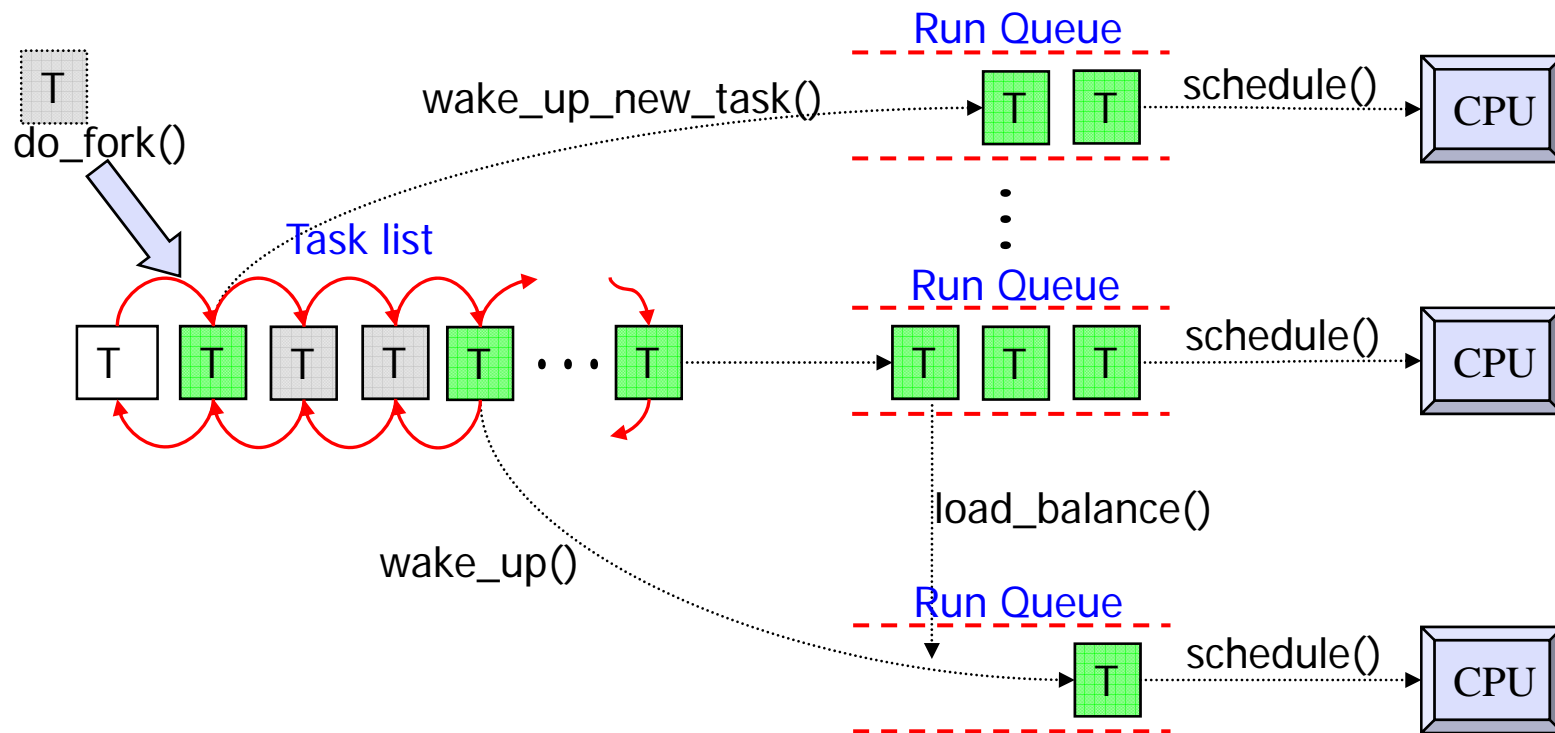 Run Queue
T
do_fork()
wake_up_new_task()
T T
schedule()
CPU
Task list
Run Queue
T T T T T T
T T T
schedule()
CPU
load_balance()
wake_up()
Run Queue
T
schedule()
CPU